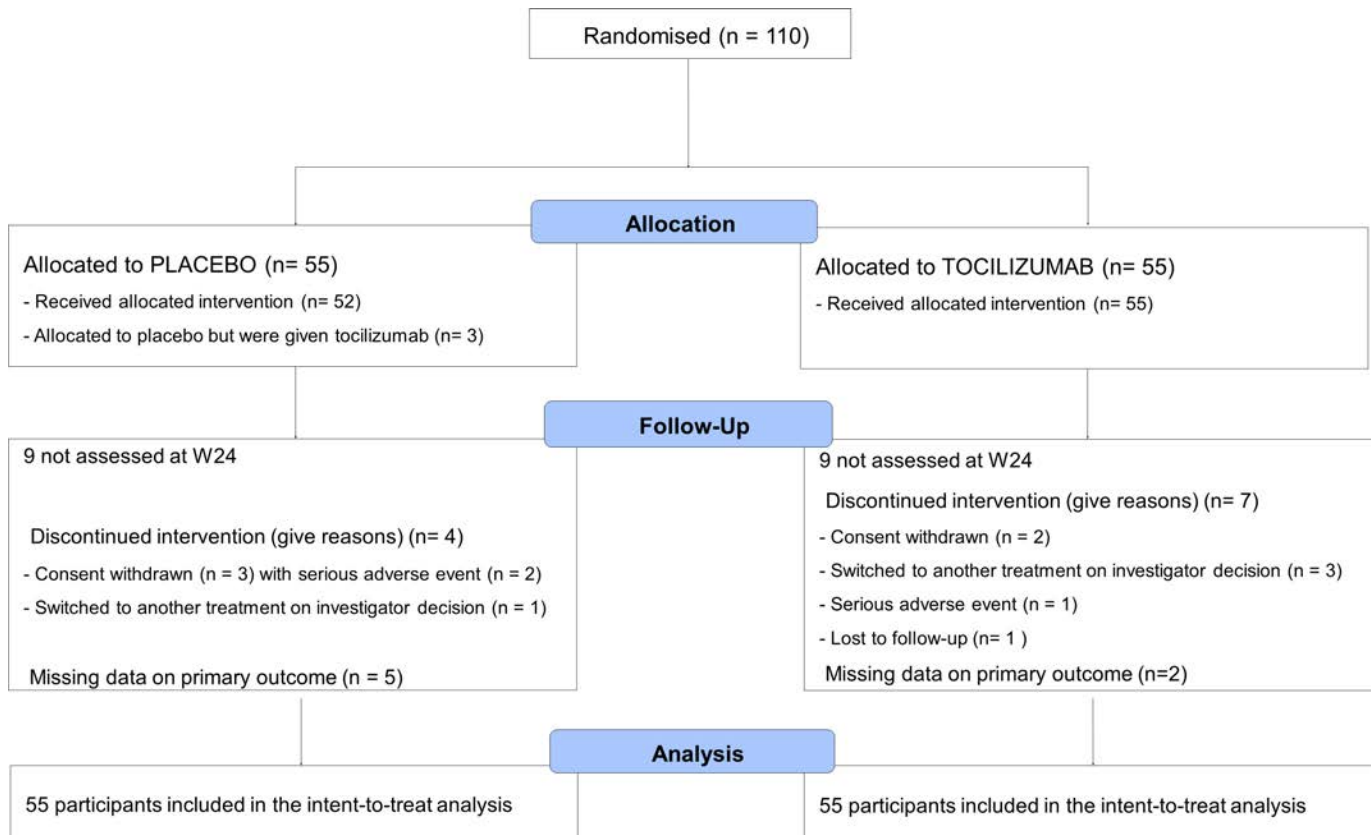 Randomised (n = 110)
Allocation
Allocated to PLACEBO (n= 55)
- Received allocated intervention (n= 52)
- Allocated to placebo but were given tocilizumab (n= 3)
Allocated to TOCILIZUMAB (n= 55)
- Received allocated intervention (n= 55)
Follow-Up
9 not assessed at W24
Discontinued intervention (give reasons) (n= 4)
- Consent withdrawn (n = 3) with serious adverse event (n = 2)
- Switched to another treatment on investigator decision (n = 1)
Missing data on primary outcome (n = 5)
9 not assessed at W24
Discontinued intervention (give reasons) (n= 7)
- Consent withdrawn (n = 2)
- Switched to another treatment on investigator decision (n = 3)
- Serious adverse event (n = 1)
- Lost to follow-up (n= 1 )
Missing data on primary outcome (n=2)
Analysis
55 participants included in the intent-to-treat analysis
55 participants included in the intent-to-treat analysis